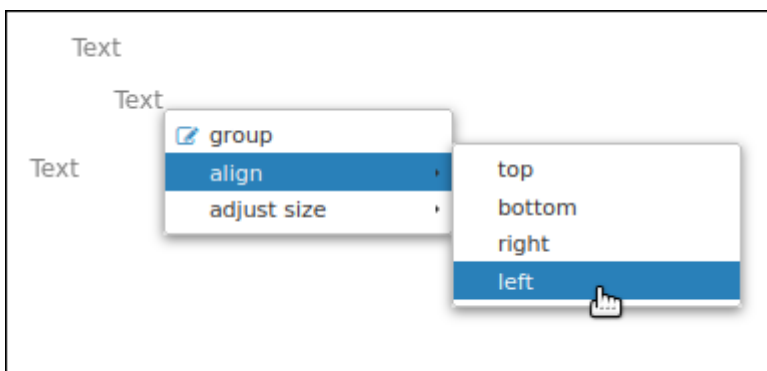 Text
Text
group
Text
align
top
adjust size
bottom
right
left